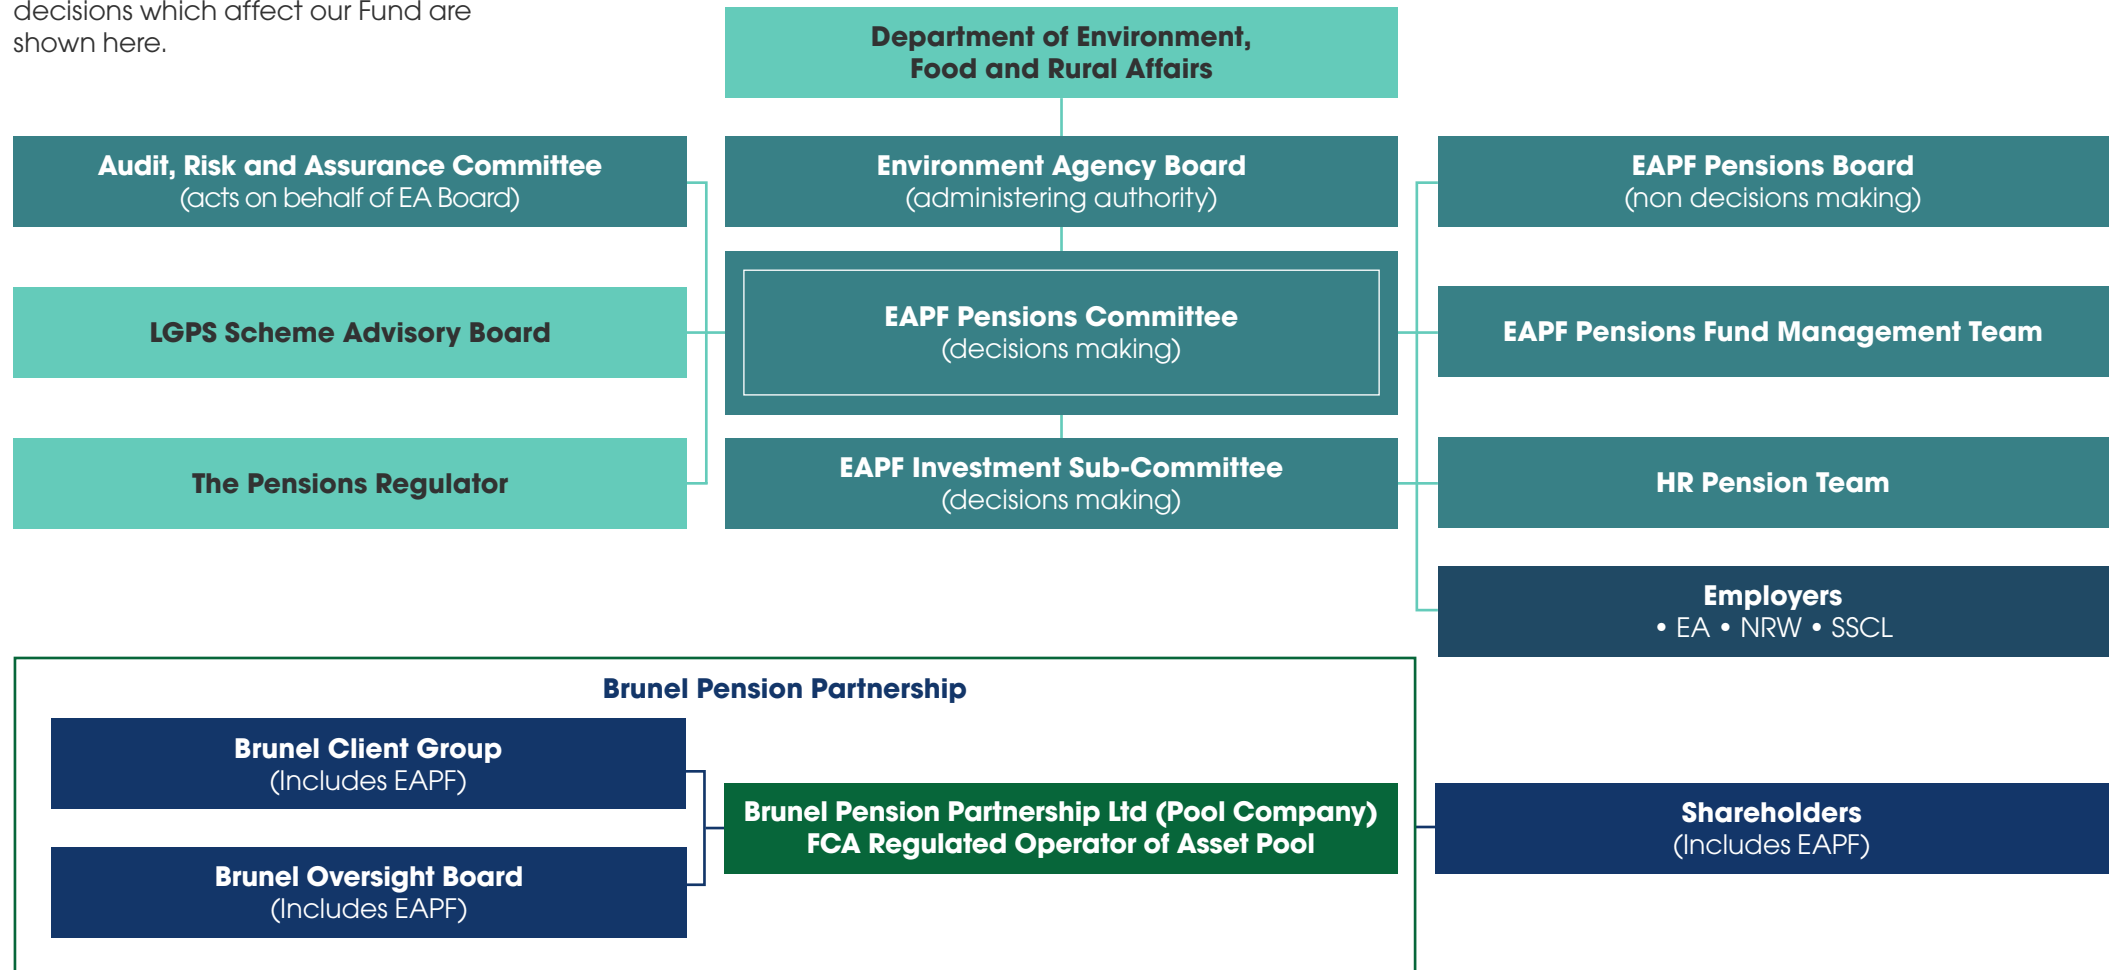 decisions which affect our Fund are
shown here.
Department of Environment,
Food and Rural Affairs
Audit, Risk and Assurance Committee
(acts on behalf of EA Board)
Environment Agency Board
(administering authority)
EAPF Pensions Board
(non decisions making)
LGPS Scheme Advisory Board
EAPF Pensions Committee
(decisions making)
EAPF Pensions Fund Management Team
The Pensions Regulator
EAPF Investment Sub-Committee
(decisions making)
HR Pension Team
Employers
• EA • NRW • SSCL
Brunel Pension Partnership
Brunel Client Group
(Includes EAPF)
Brunel Oversight Board
(Includes EAPF)
Brunel Pension Partnership Ltd (Pool Company)
FCA Regulated Operator of Asset Pool
Shareholders
(Includes EAPF)